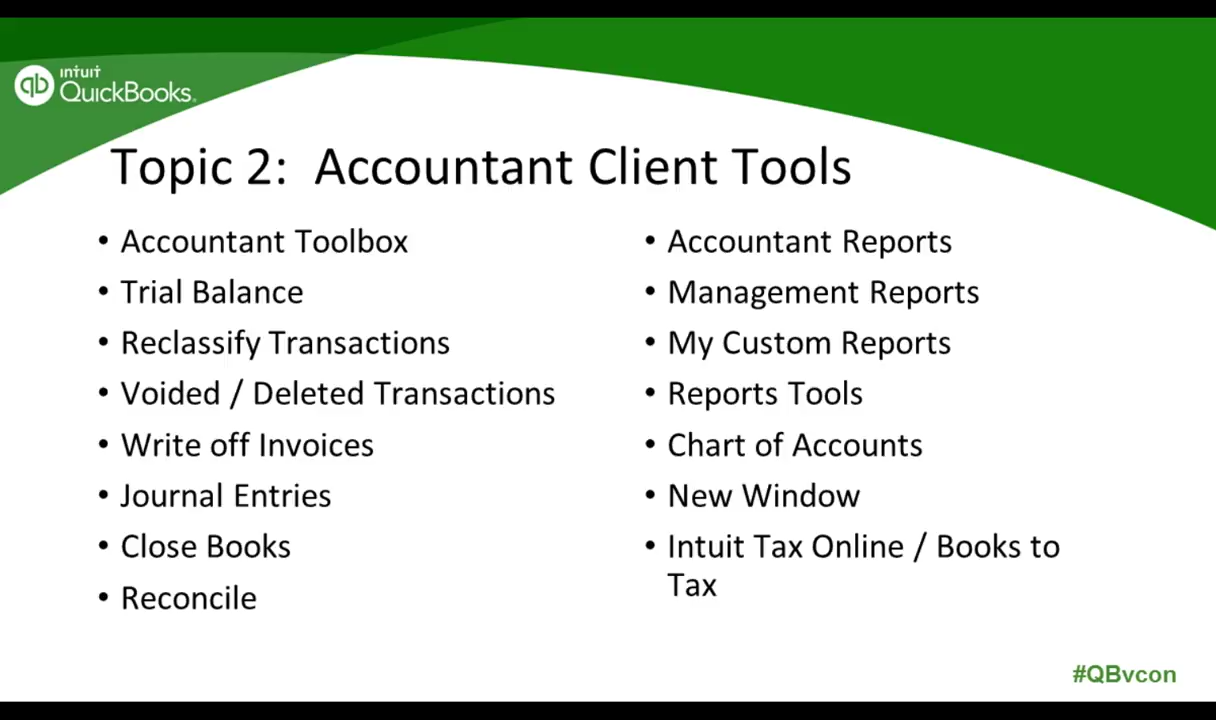 intuit
QuickBooks.
Topic 2: Accountant Client Tools
• Accountant Toolbox
• Trial Balance
• Reclassify Transactions
• Voided / Deleted Transactions
• Write off Invoices
• Journal Entries
• Close Books
• Reconcile
• Accountant Reports
• Management Reports
• My Custom Reports
• Reports Tools
• Chart of Accounts
• New Window
• Intuit Tax Online / Books to
Tax
#QBvcon